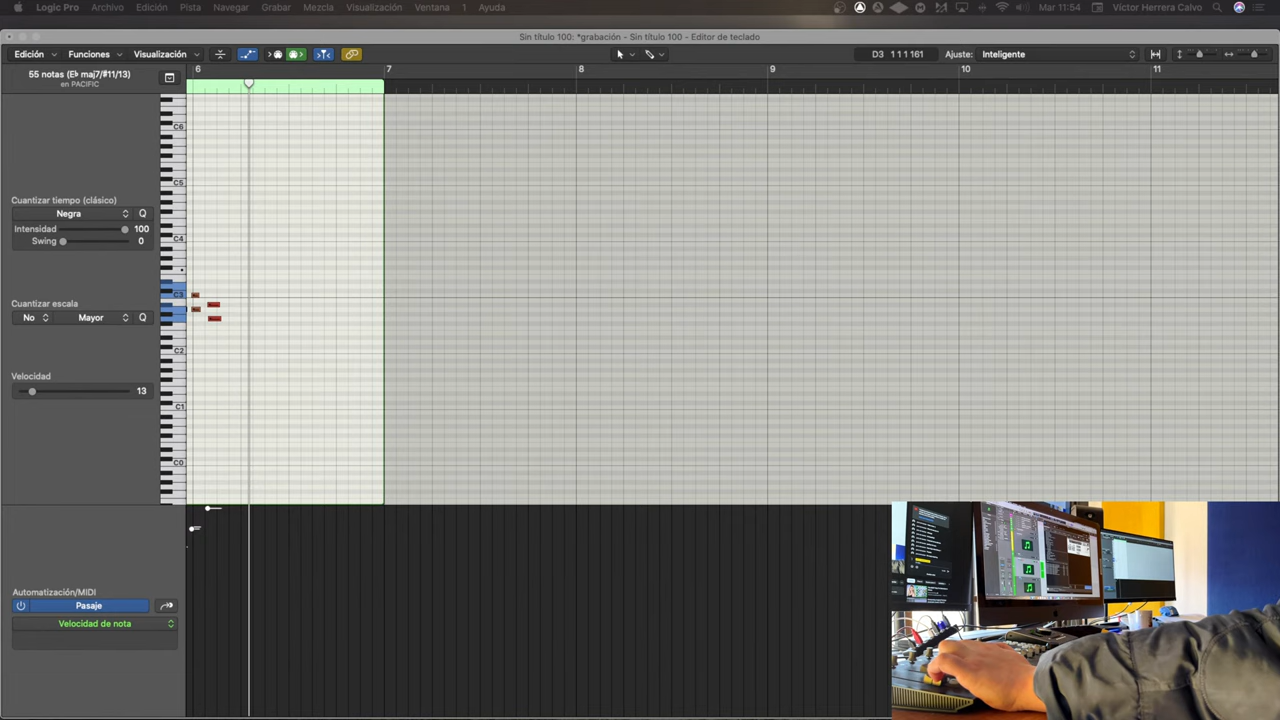 Logic Pro Archivo Edición Pista Navegar Grabar Mezcla Visualización Ventana 1 Ayuda Mar 11:54 Víctor Herrera Calvo
Sin título 100: *grabación - Sin título 100 - Editor de teclado
Edición Funciones Visualización D3 1 1 1 161 Ajuste: Inteligente
55 notas (E♭ maj7/#11/13)
en PACIFIC
6 7 8 9 10 11
C6
C5
Cuantizar tiempo (clásico)
Negra Q
Intensidad 100
C4
Swing 0
C3
Cuantizar escala
No Mayor Q
C2
Velocidad
13
C1
C0
Automatización/MIDI
Pasaje
Velocidad de nota